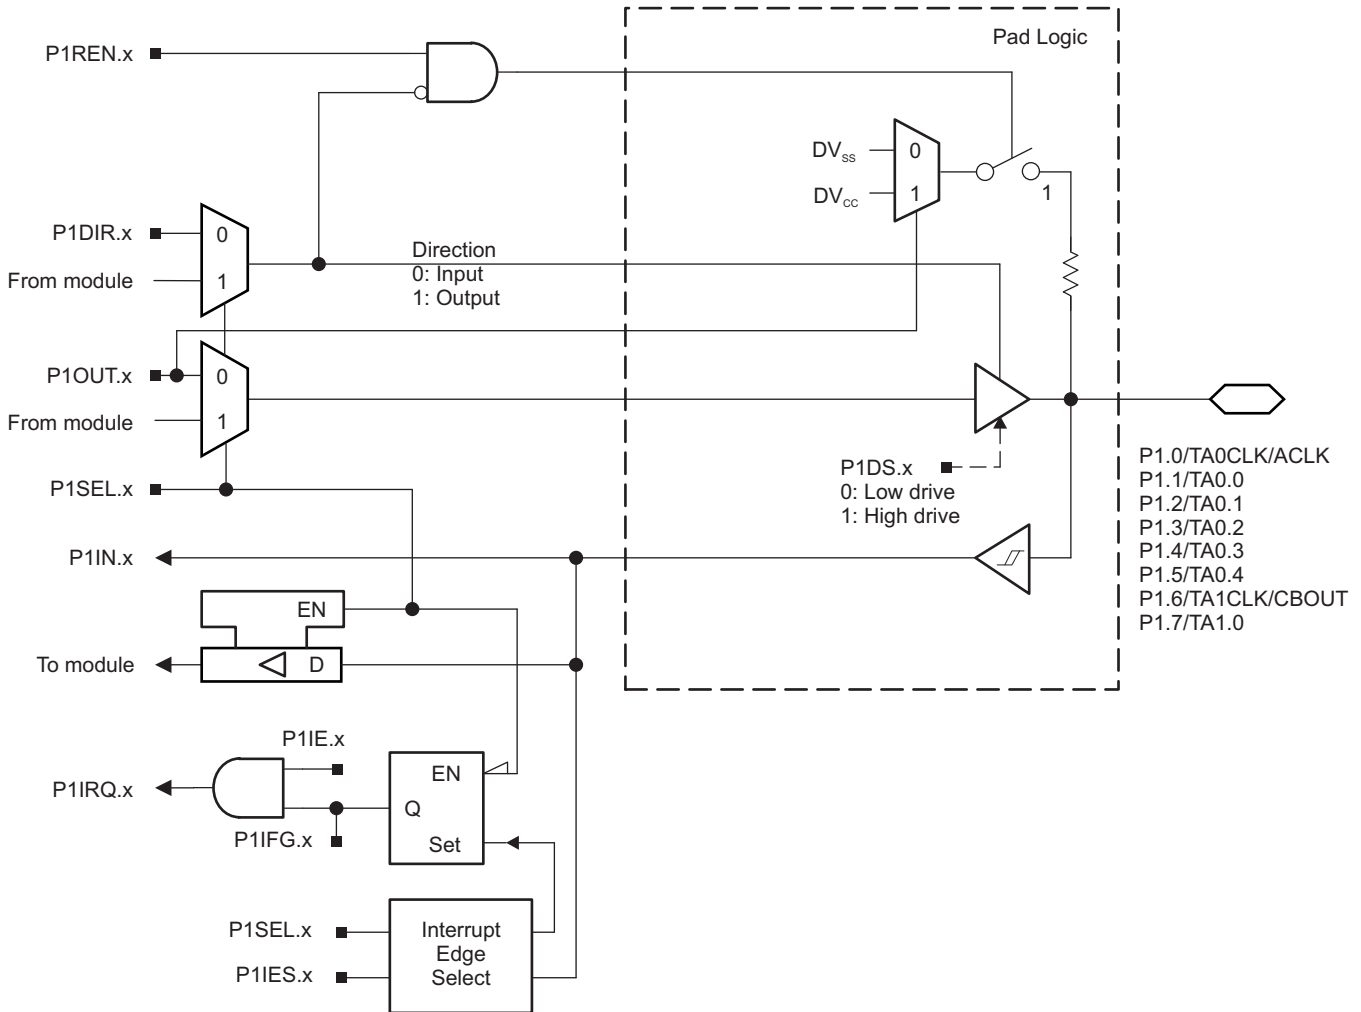 Pad Logic
P1REN.x
DVSS
0
DVCC
1
1
P1DIR.x
0
From module
1
Direction
0: Input
1: Output
P1OUT.x
0
From module
1
P1SEL.x
P1DS.x
0: Low drive
1: High drive
P1.0/TA0CLK/ACLK
P1.1/TA0.0
P1.2/TA0.1
P1.3/TA0.2
P1.4/TA0.3
P1.5/TA0.4
P1.6/TA1CLK/CBOUT
P1.7/TA1.0
P1IN.x
EN
To module
D
P1IE.x
P1IRQ.x
EN
Q
P1IFG.x
Set
P1SEL.x
P1IES.x
Interrupt
Edge
Select